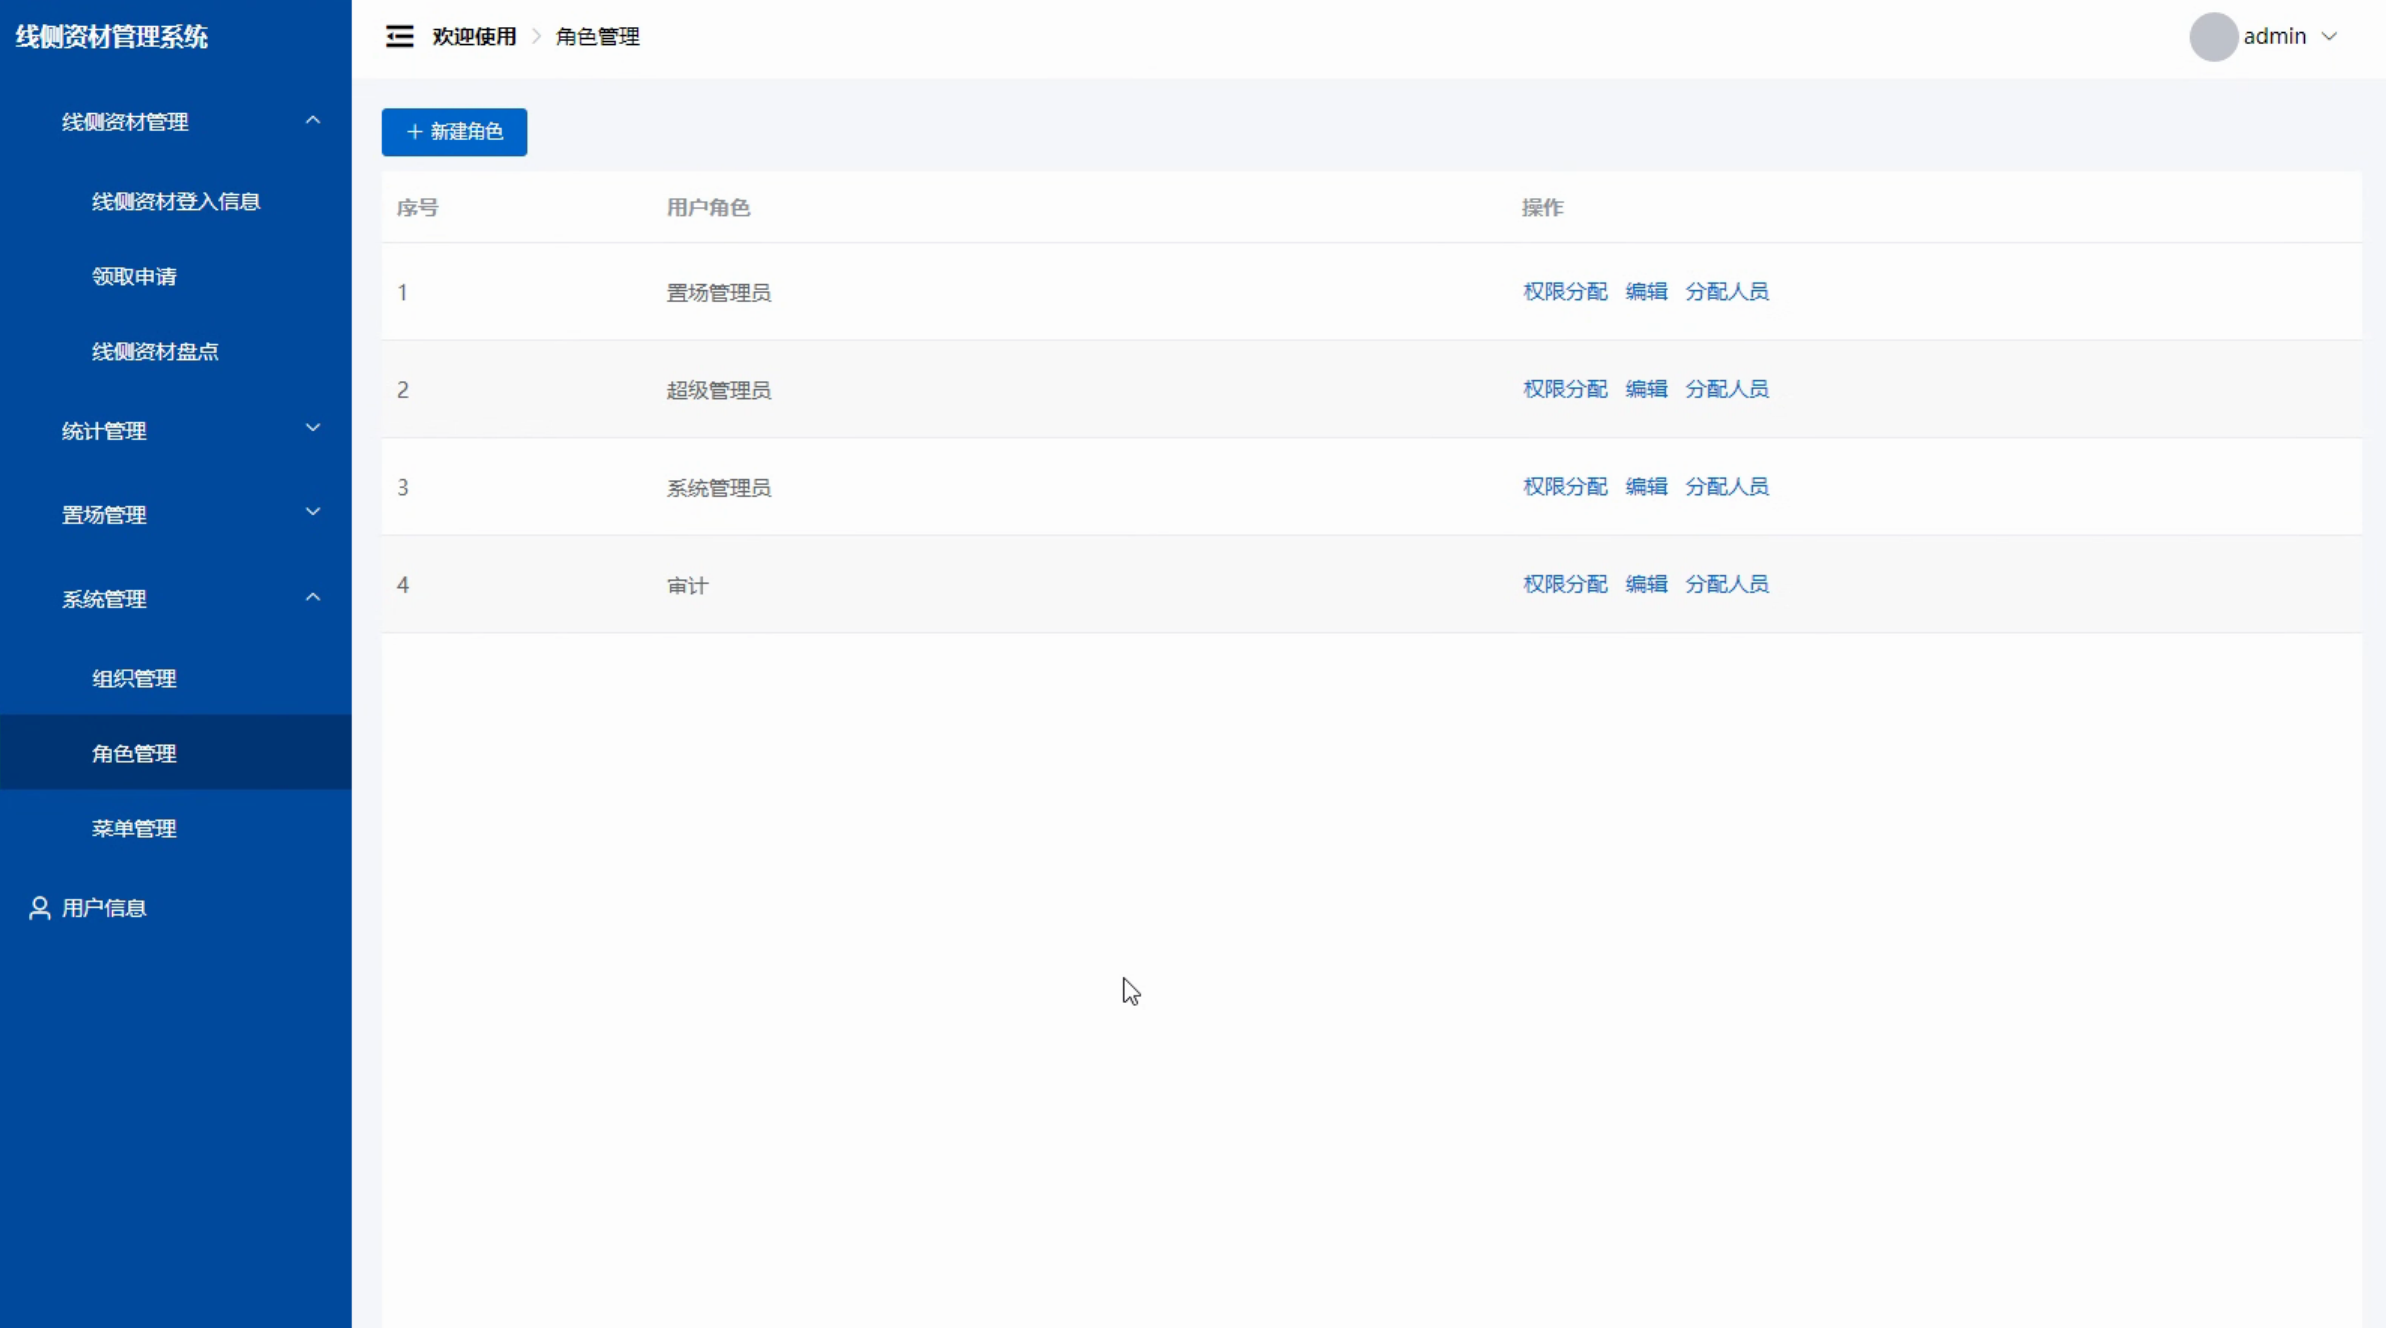 线侧资材管理系统
线侧资材管理
线侧资材登入信息
领取申请
线侧资材盘点
统计管理
置场管理
系统管理
组织管理
角色管理
菜单管理
用户信息
欢迎使用 > 角色管理
admin
+ 新建角色
序号 用户角色 操作
1 置场管理员 权限分配 编辑 分配人员
2 超级管理员 权限分配 编辑 分配人员
3 系统管理员 权限分配 编辑 分配人员
4 审计 权限分配 编辑 分配人员